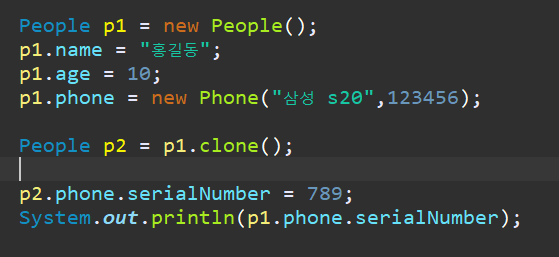 People p1 = new People();
p1.name = "홍길동";
p1.age = 10;
p1.phone = new Phone("삼성 s20",123456);
People p2 = p1.clone();
p2.phone.serialNumber = 789;
System.out.println(p1.phone.serialNumber);